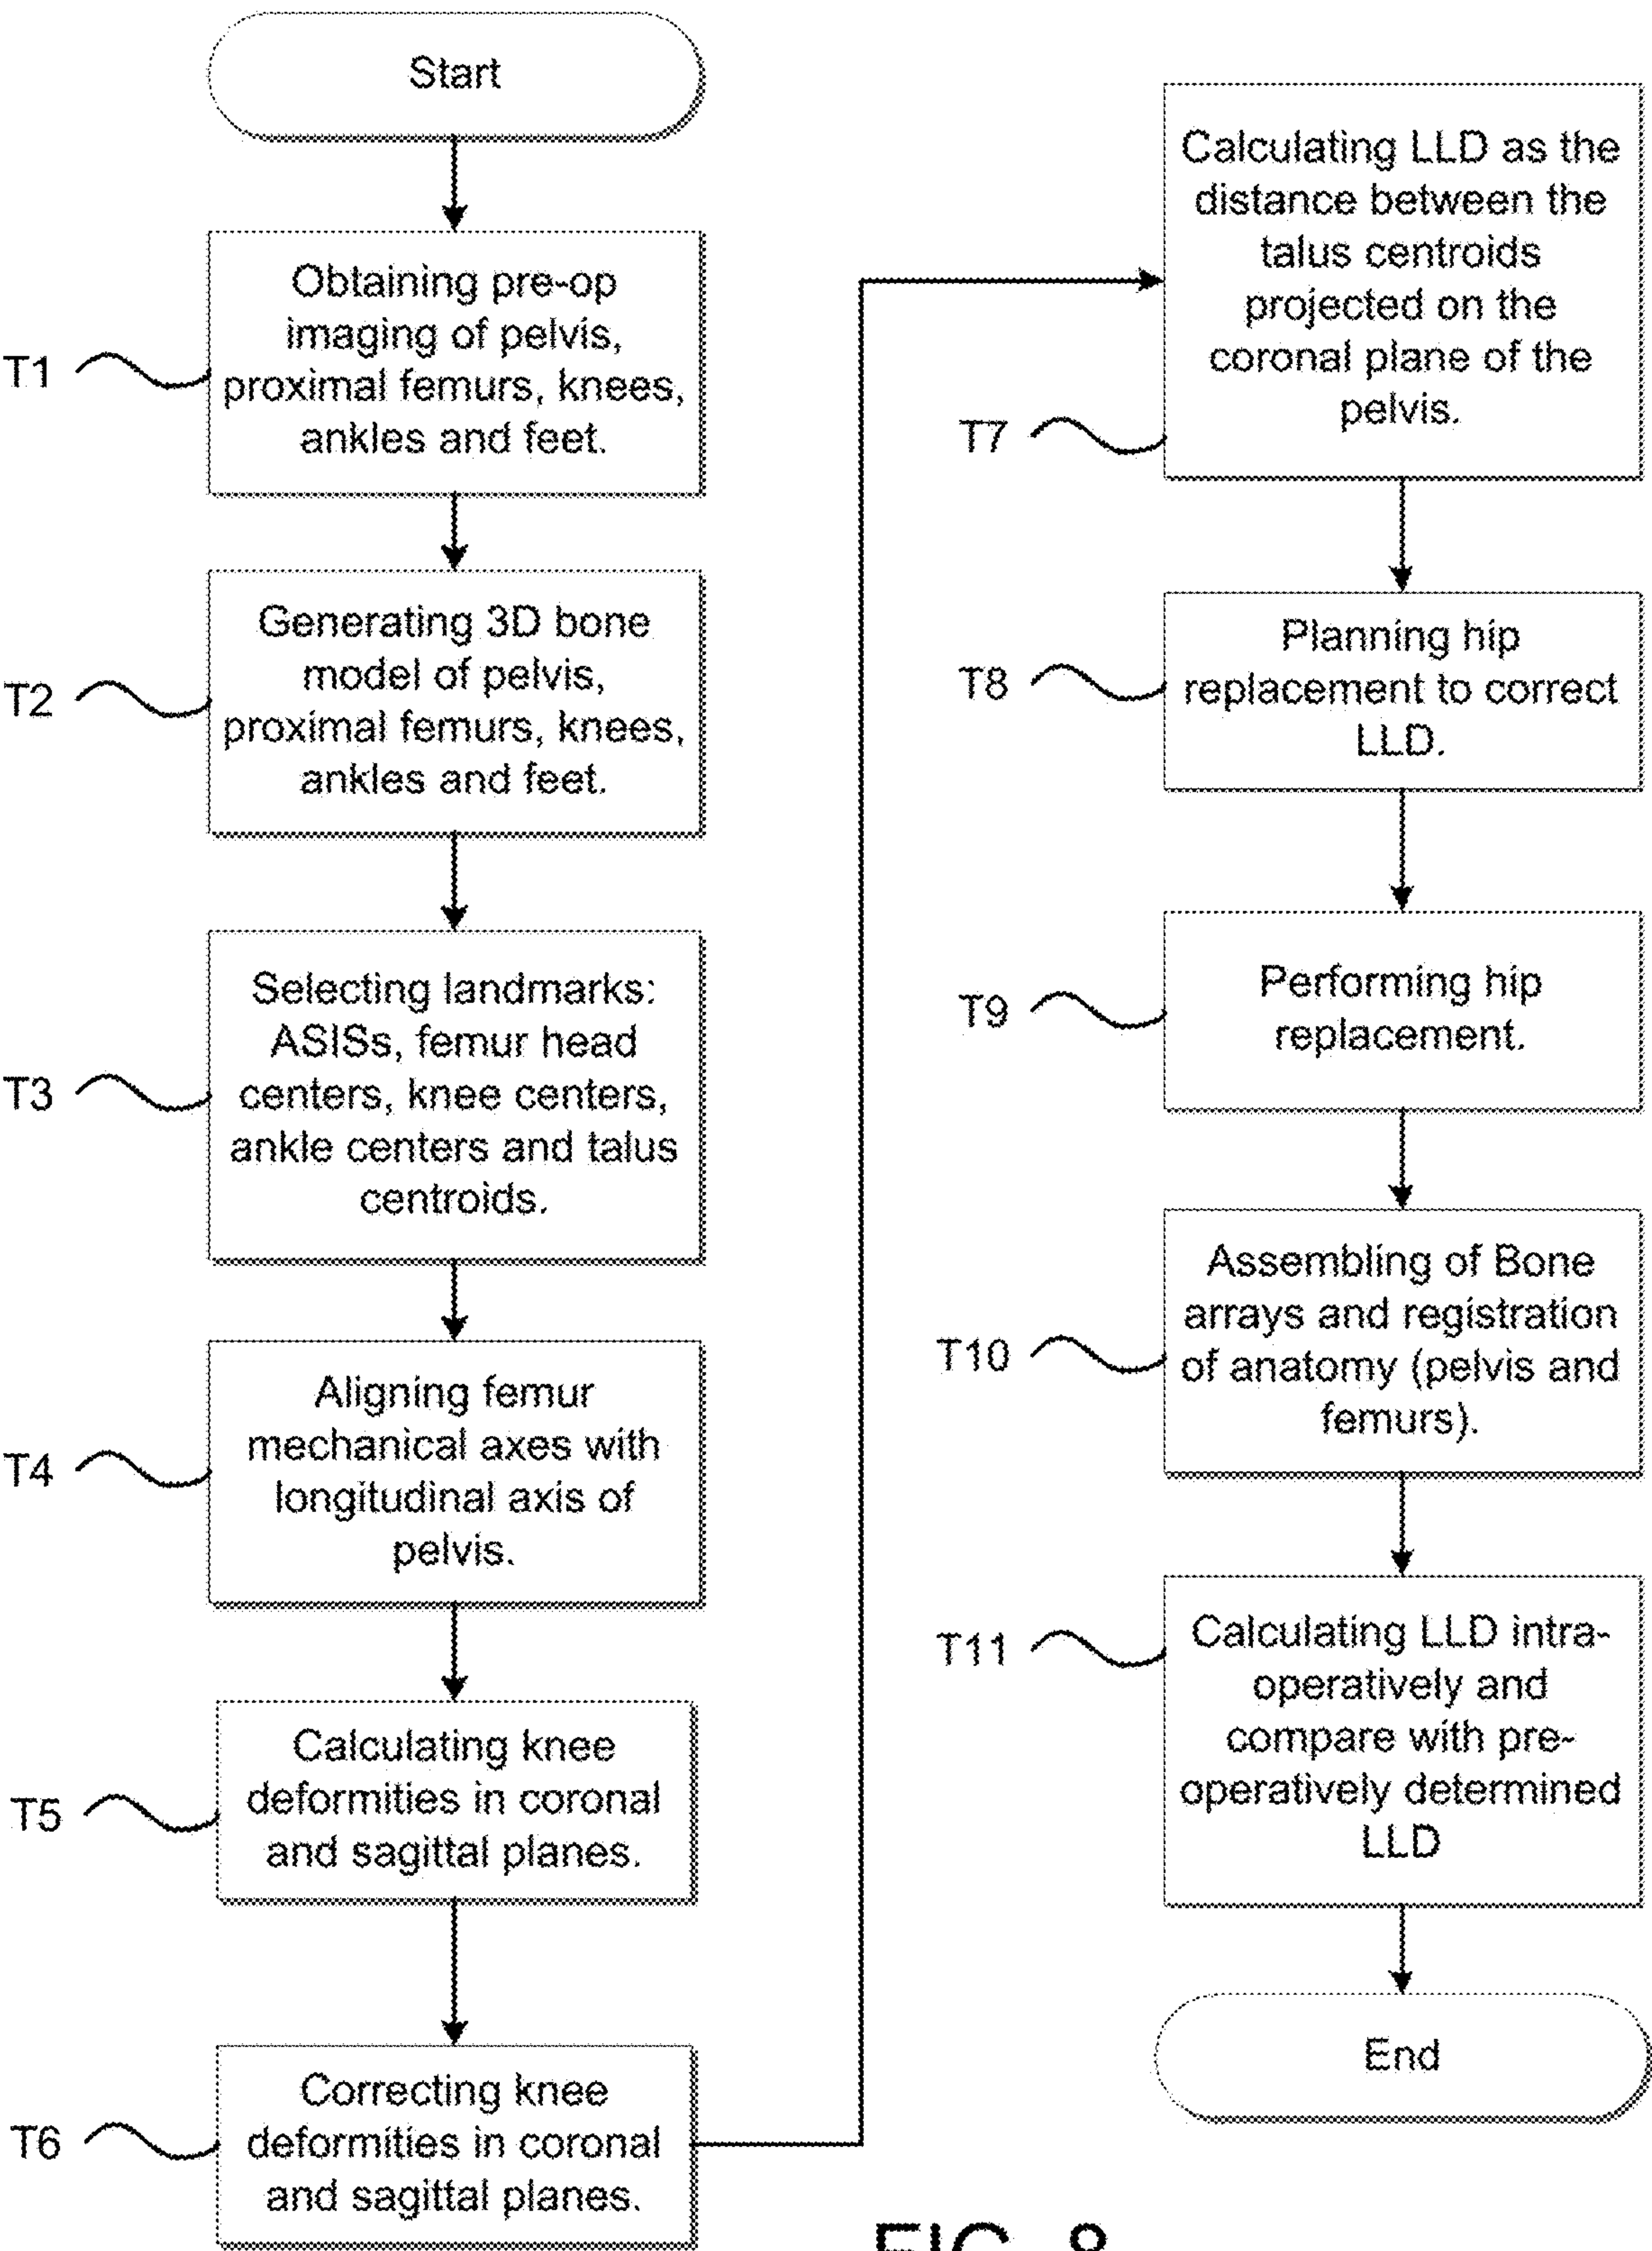 Start
T1
Obtaining pre-op
imaging of pelvis,
proximal femurs, knees,
ankles and feet.
T2
Generating 3D bone
model of pelvis,
proximal femurs, knees,
ankles and feet.
T3
Selecting landmarks:
ASISs, femur head
centers, knee centers,
ankle centers and talus
centroids.
T4
Aligning femur
mechanical axes with
longitudinal axis of
pelvis.
T5
Calculating knee
deformities in coronal
and sagittal planes.
T6
Correcting knee
deformities in coronal
and sagittal planes.
T7
Calculating LLD as the
distance between the
talus centroids
projected on the
coronal plane of the
pelvis.
T8
Planning hip
replacement to correct
LLD.
T9
Performing hip
replacement.
T10
Assembling of Bone
arrays and registration
of anatomy (pelvis and
femurs).
T11
Calculating LLD intra-
operatively and
compare with pre-
operatively determined
LLD
End
FIG. 8